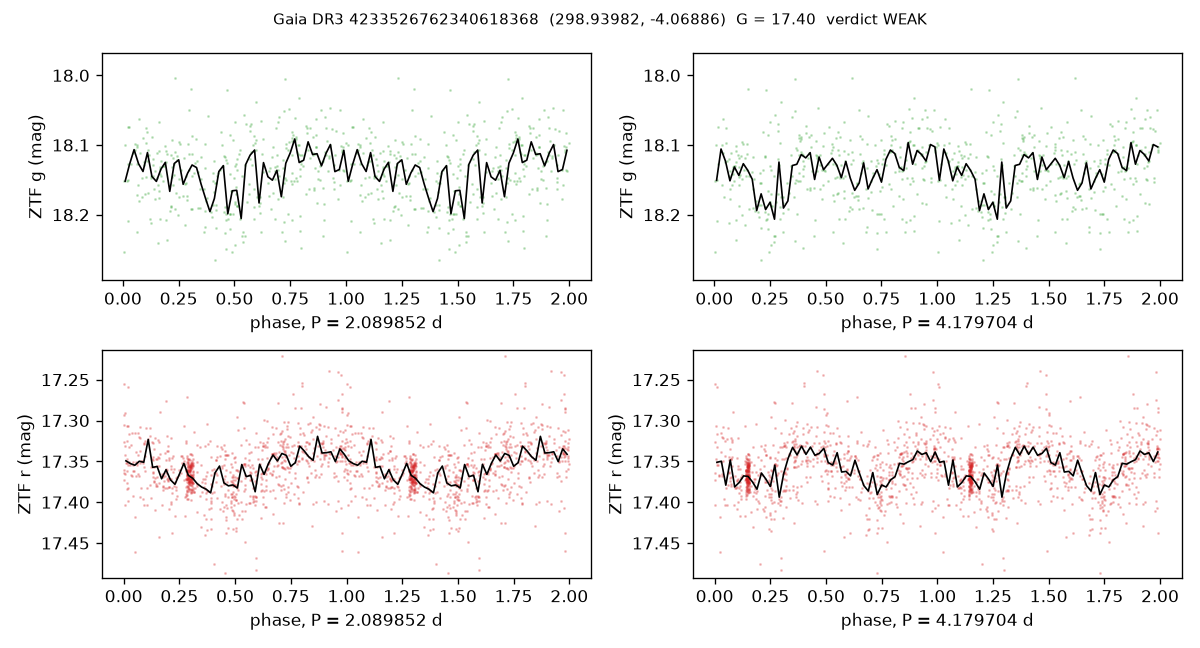 Gaia DR3 4233526762340618368 (298.93982, -4.06886) G = 17.40 verdict WEAK
ZTF g (mag)
18.0
18.1
18.2
0.00 0.25 0.50 0.75 1.00 1.25 1.50 1.75 2.00
phase, P = 2.089852 d
ZTF g (mag)
18.0
18.1
18.2
0.00 0.25 0.50 0.75 1.00 1.25 1.50 1.75 2.00
phase, P = 4.179704 d
ZTF r (mag)
17.25
17.30
17.35
17.40
17.45
0.00 0.25 0.50 0.75 1.00 1.25 1.50 1.75 2.00
phase, P = 2.089852 d
ZTF r (mag)
17.25
17.30
17.35
17.40
17.45
0.00 0.25 0.50 0.75 1.00 1.25 1.50 1.75 2.00
phase, P = 4.179704 d